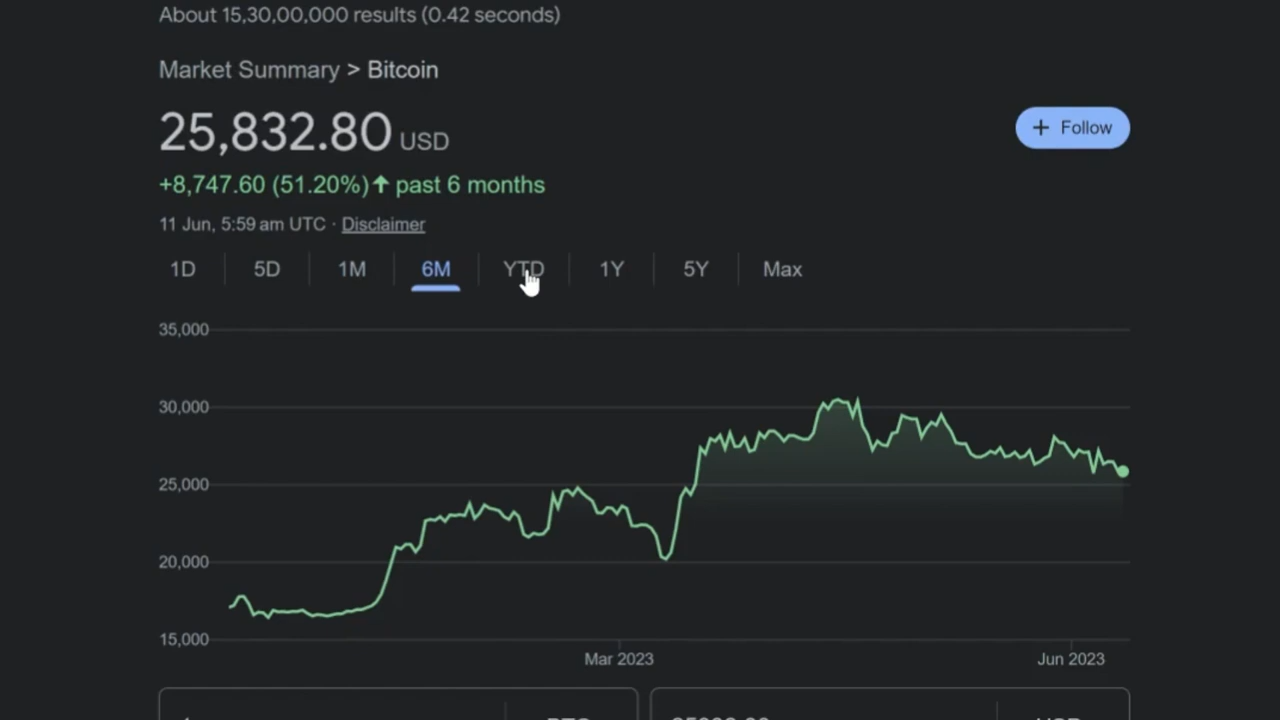 About 15,30,00,000 results (0.42 seconds)
Market Summary > Bitcoin
25,832.80 USD
+ Follow
+8,747.60 (51.20%)↑ past 6 months
11 Jun, 5:59 am UTC · Disclaimer
1D 5D 1M 6M YTD 1Y 5Y Max
35,000
30,000
25,000
20,000
15,000
Mar 2023 Jun 2023